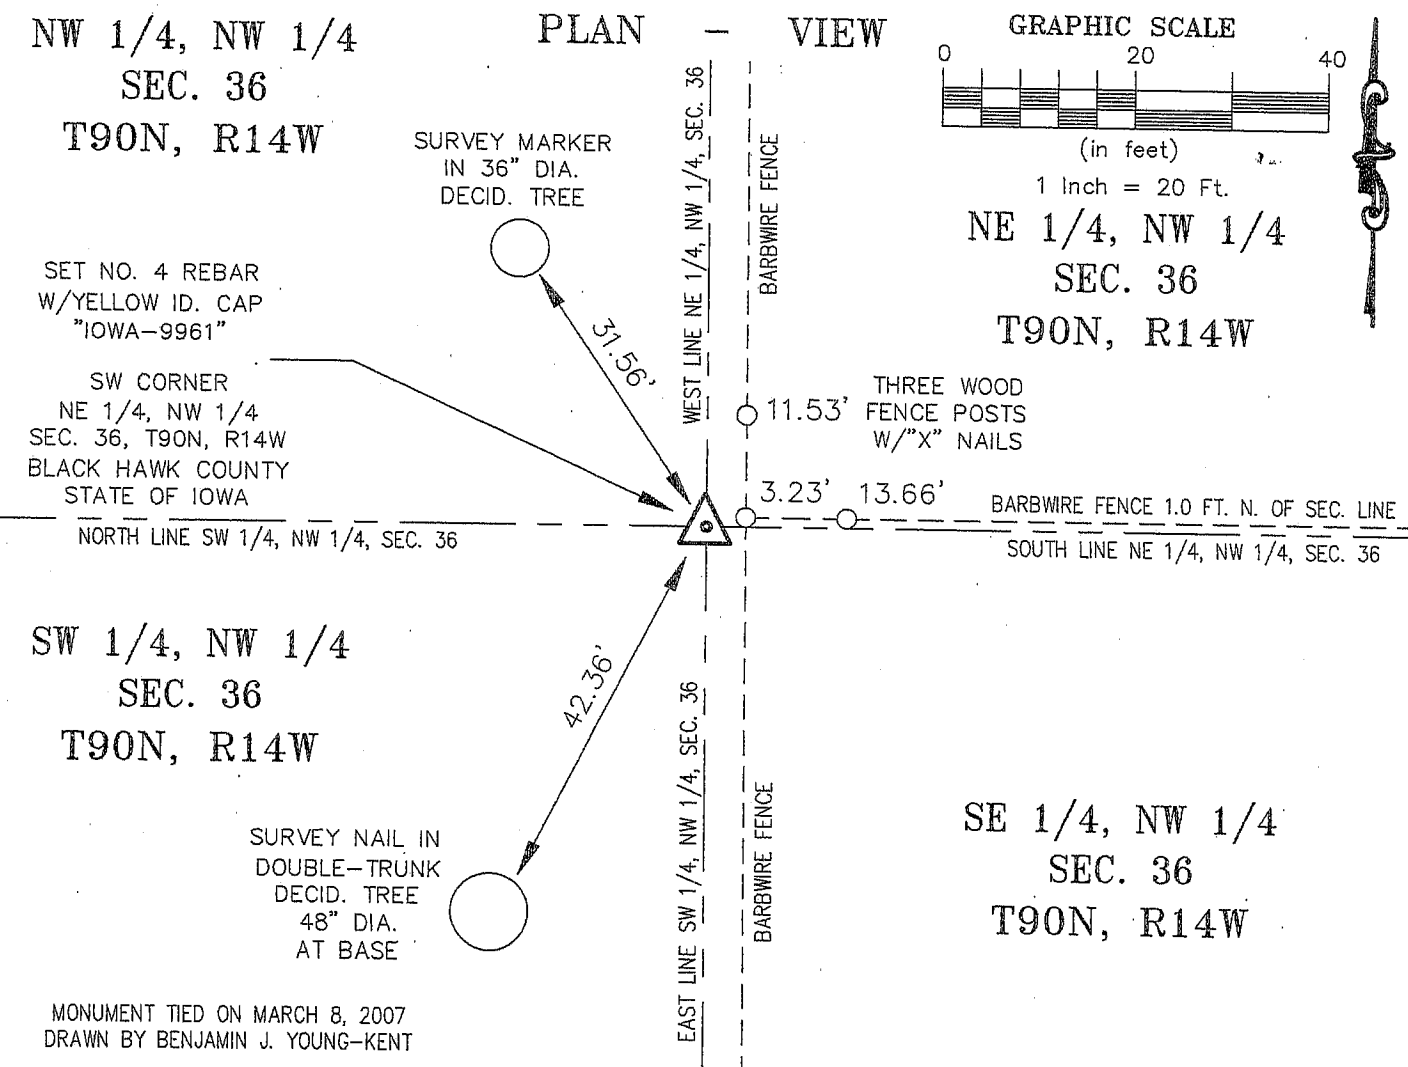 NW 1/4, NW 1/4
SEC. 36
T90N, R14W
PLAN – VIEW
GRAPHIC SCALE
0 20 40
(in feet)
1 Inch = 20 Ft.
NE 1/4, NW 1/4
SEC. 36
T90N, R14W
SURVEY MARKER
IN 36" DIA.
DECID. TREE
WEST LINE NE 1/4, NW 1/4, SEC. 36
BARBWIRE FENCE
SET NO. 4 REBAR
W/YELLOW ID. CAP
"IOWA–9961"
SW CORNER
NE 1/4, NW 1/4
SEC. 36, T90N, R14W
BLACK HAWK COUNTY
STATE OF IOWA
31.56'
11.53'
THREE WOOD
FENCE POSTS
W/"X" NAILS
3.23' 13.66'
BARBWIRE FENCE 1.0 FT. N. OF SEC. LINE
NORTH LINE SW 1/4, NW 1/4, SEC. 36
SOUTH LINE NE 1/4, NW 1/4, SEC. 36
SW 1/4, NW 1/4
SEC. 36
T90N, R14W
42.36'
EAST LINE SW 1/4, NW 1/4, SEC. 36
BARBWIRE FENCE
SURVEY NAIL IN
DOUBLE–TRUNK
DECID. TREE
48" DIA.
AT BASE
SE 1/4, NW 1/4
SEC. 36
T90N, R14W
MONUMENT TIED ON MARCH 8, 2007
DRAWN BY BENJAMIN J. YOUNG–KENT